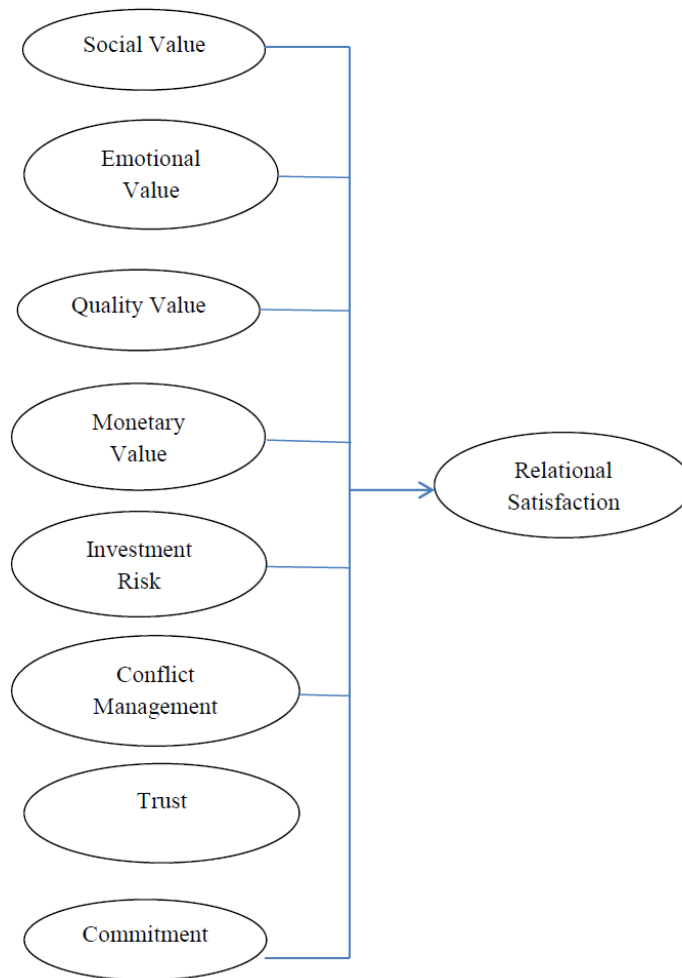 Social Value
Emotional
Value
Quality Value
Monetary
Value
Relational
Satisfaction
Investment
Risk
Conflict
Management
Trust
Commitment